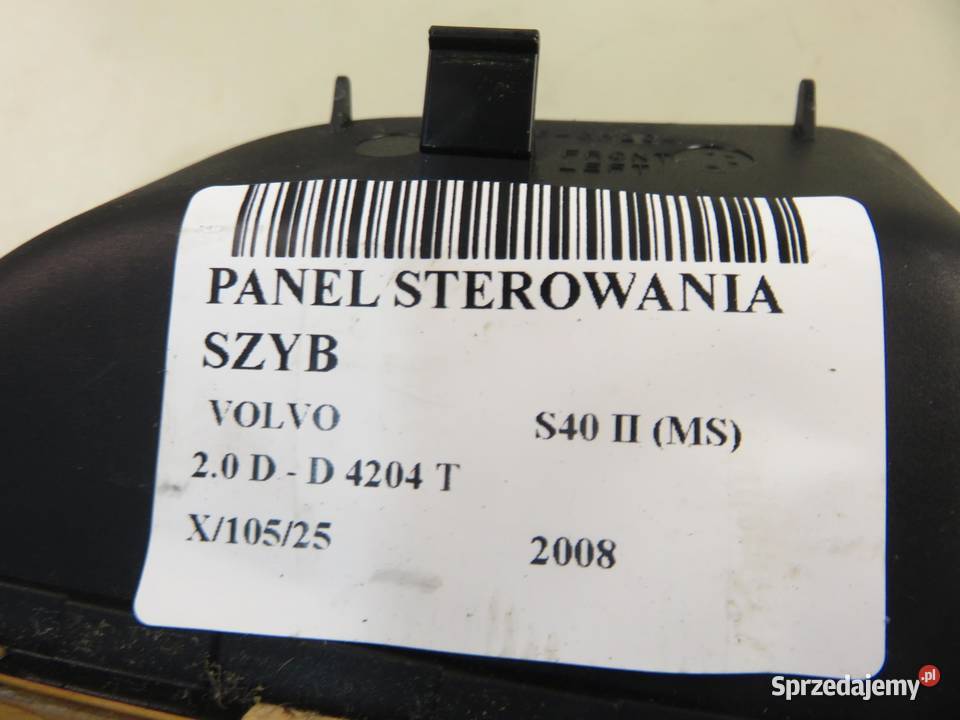 PANEL STEROWANIA
SZYB
VOLVO S40 II (MS)
2.0 D - D 4204 T
X/105/25 2008
Sprzedajemy.pl